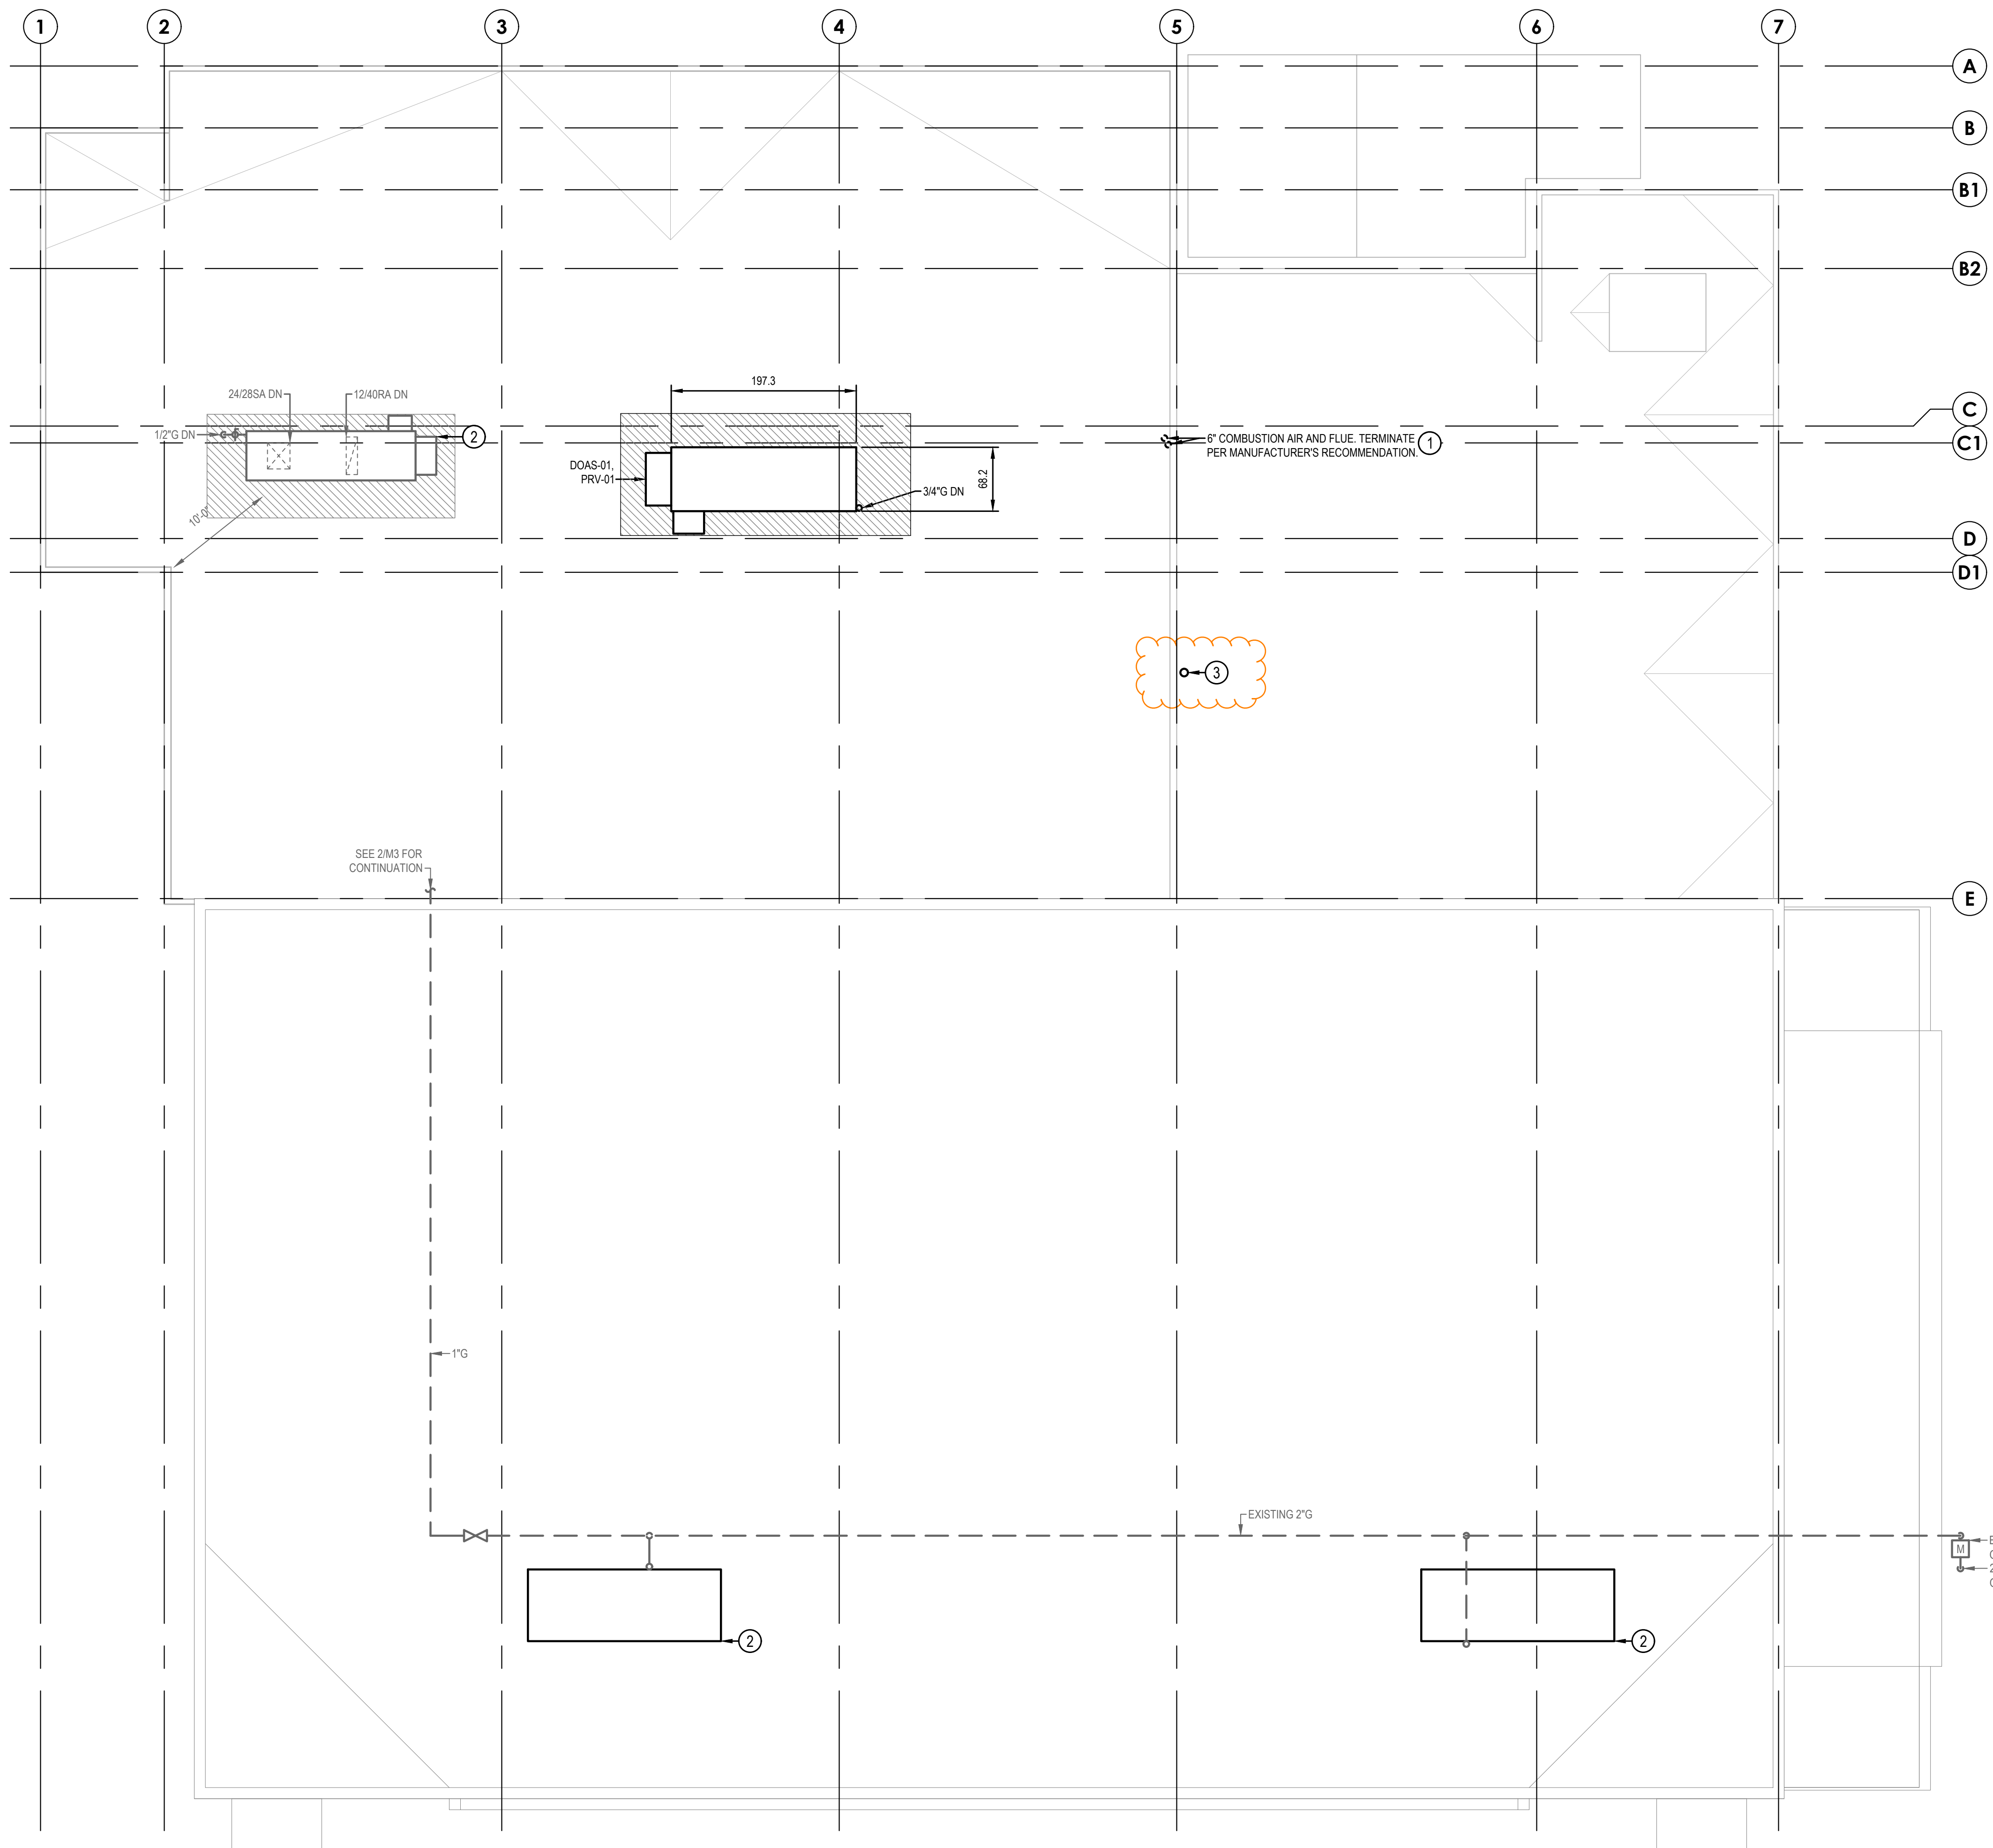 1
2
3
4
5
6
7
A
B
B1
B2
197.3
24/28SA DN
12/40RA DN
C
1/2"G DN
2
6" COMBUSTION AIR AND FLUE. TERMINATE
PER MANUFACTURER'S RECOMMENDATION.
1
C1
DOAS-01,
PRV-01
68.2
3/4"G DN
10'-0"
D
D1
3
SEE 2/M3 FOR
CONTINUATION
E
1"G
EXISTING 2"G
M
2
2